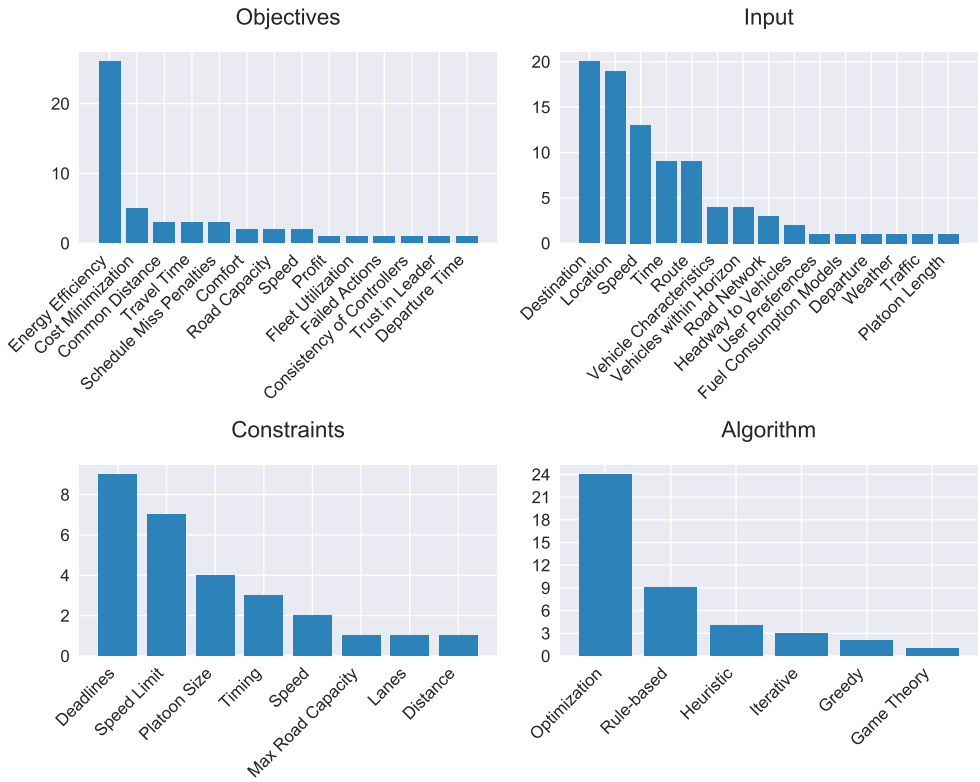 Objectives
20
10
0
Energy Efficiency
Cost Minimization
Common Distance
Travel Time
Schedule Miss Penalties
Comfort
Road Capacity
Speed
Profit
Fleet Utilization
Failed Actions
Consistency of Controllers
Trust in Leader
Departure Time
Input
20
15
10
5
0
Destination
Location
Speed
Time
Route
Vehicle Characteristics
Vehicles within Horizon
Road Network
Headway to Vehicles
User Preferences
Fuel Consumption Models
Departure
Weather
Traffic
Platoon Length
Constraints
8
6
4
2
0
Deadlines
Speed Limit
Platoon Size
Timing
Speed
Max Road Capacity
Lanes
Distance
Algorithm
24
21
18
15
12
9
6
3
0
Optimization
Rule-based
Heuristic
Iterative
Greedy
Game Theory